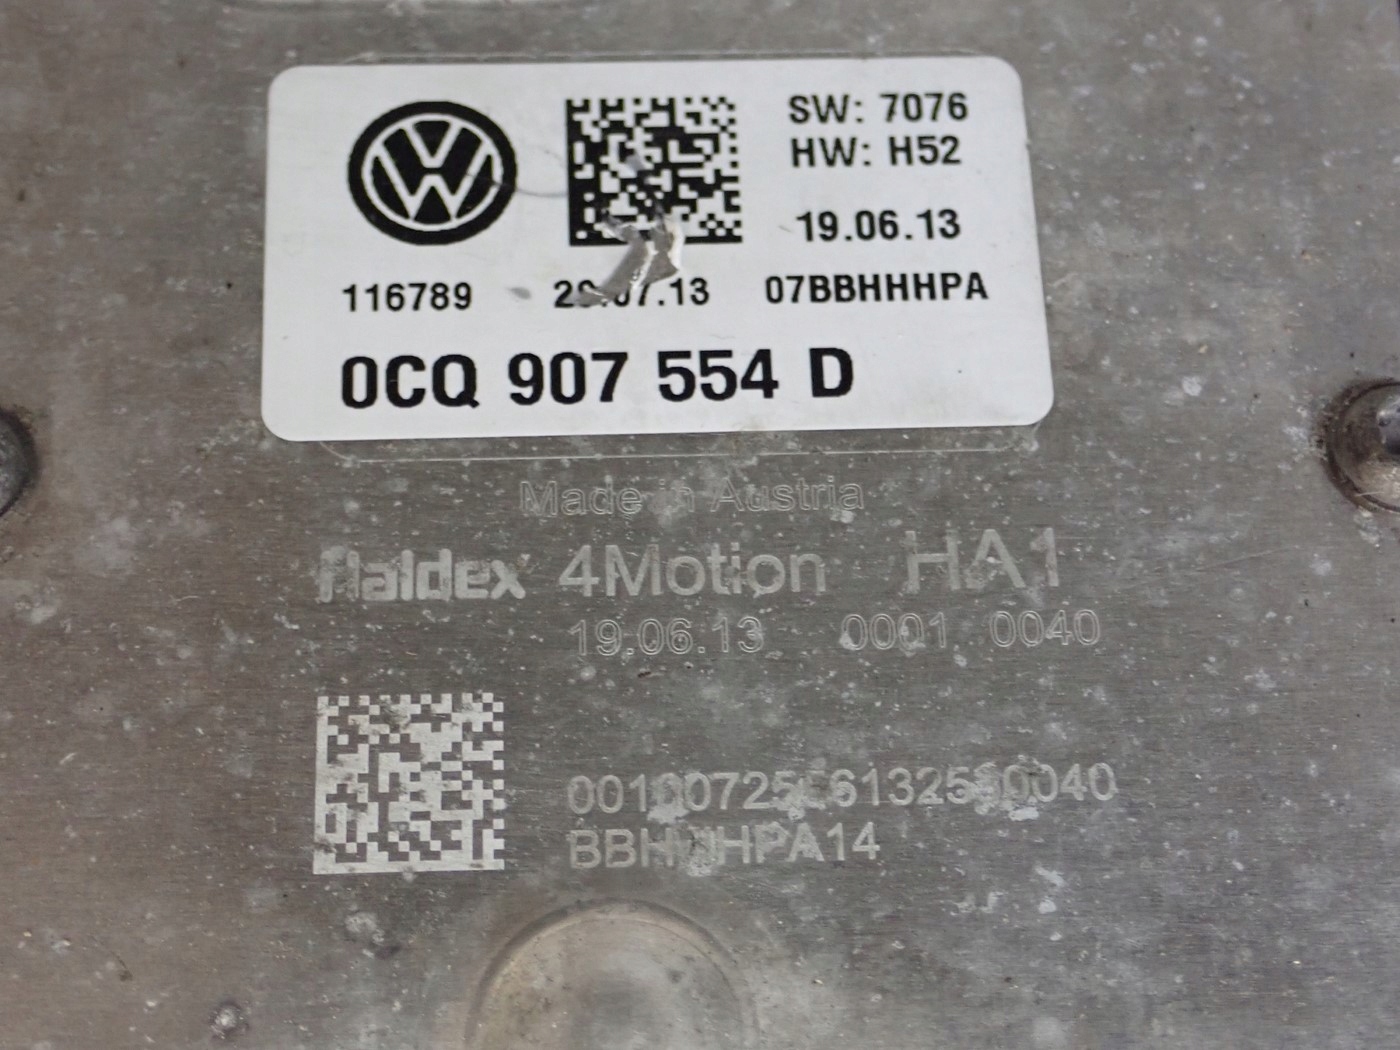 SW: 7076
HW: H52
19.06.13
116789 07BBHHHPA
0CQ 907 554 D
Made in Austria
Haldex 4Motion HA1
19.06.13 0001 0040